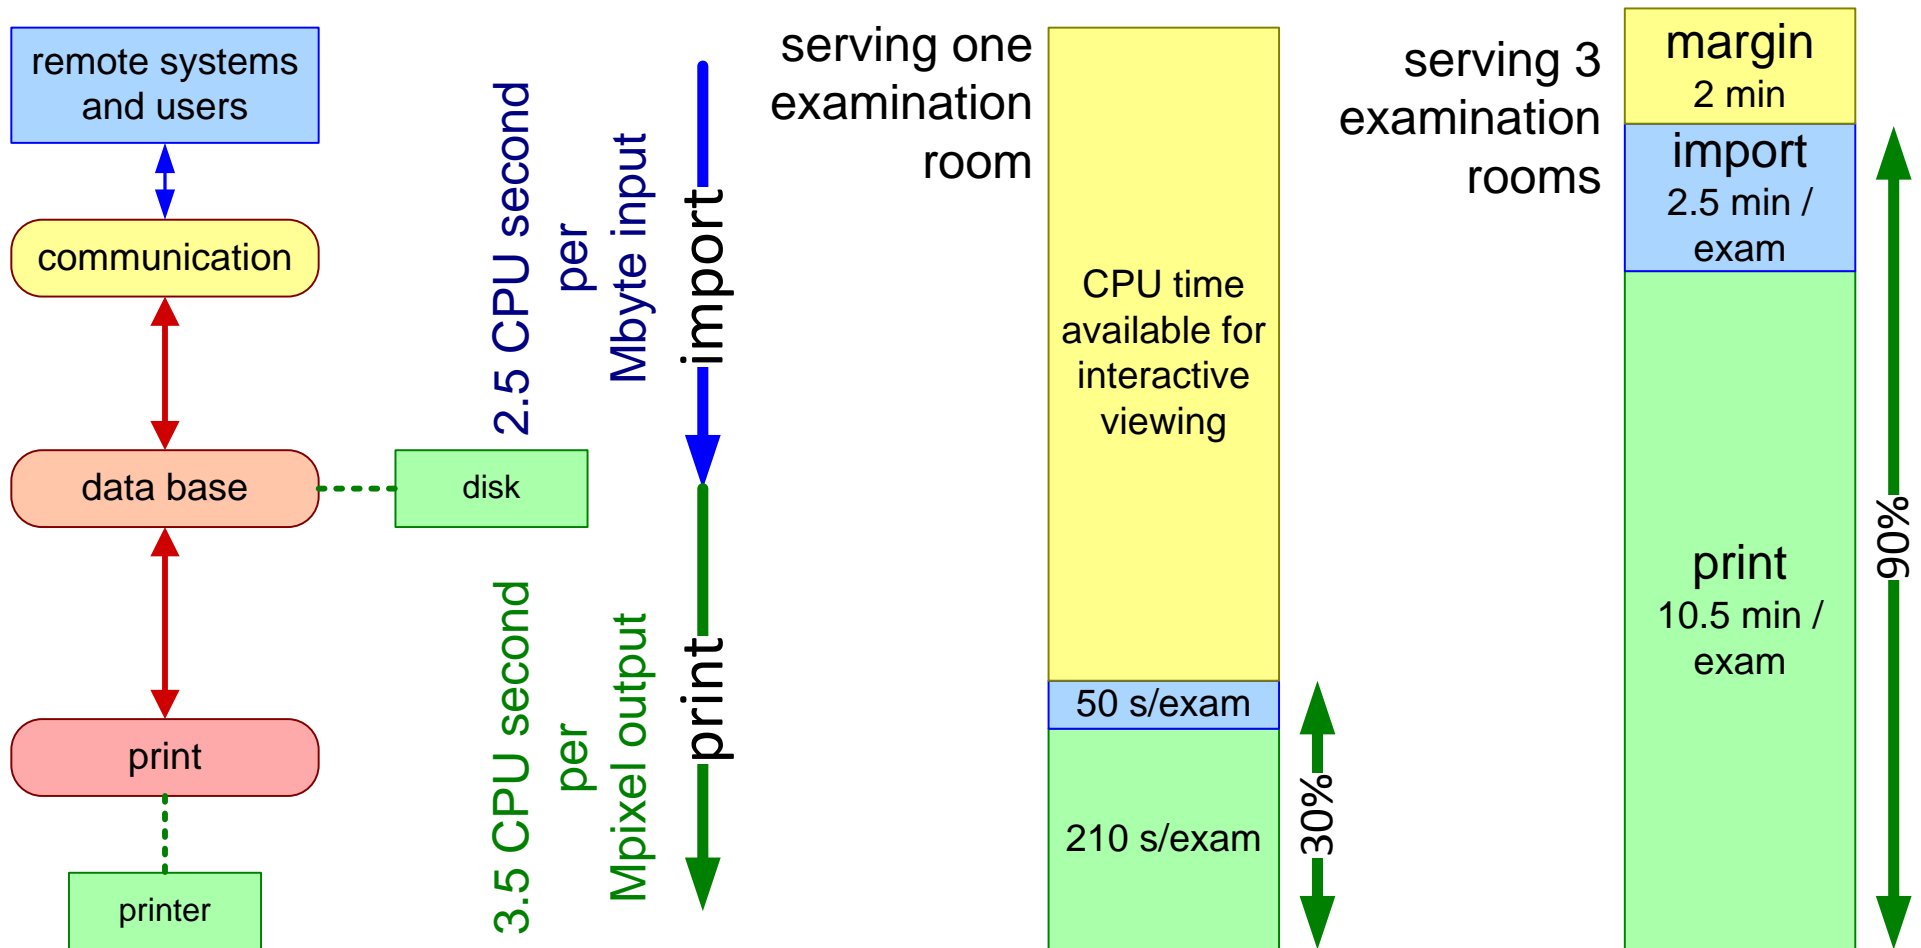 remote systems
and users
communication
data base
disk
print
printer
2.5 CPU second
per
Mbyte input
import
3.5 CPU second
per
Mpixel output
print
serving one
examination
room
CPU time
available for
interactive
viewing
50 s/exam
210 s/exam
30%
serving 3
examination
rooms
margin
2 min
import
2.5 min /
exam
print
10.5 min /
exam
90%